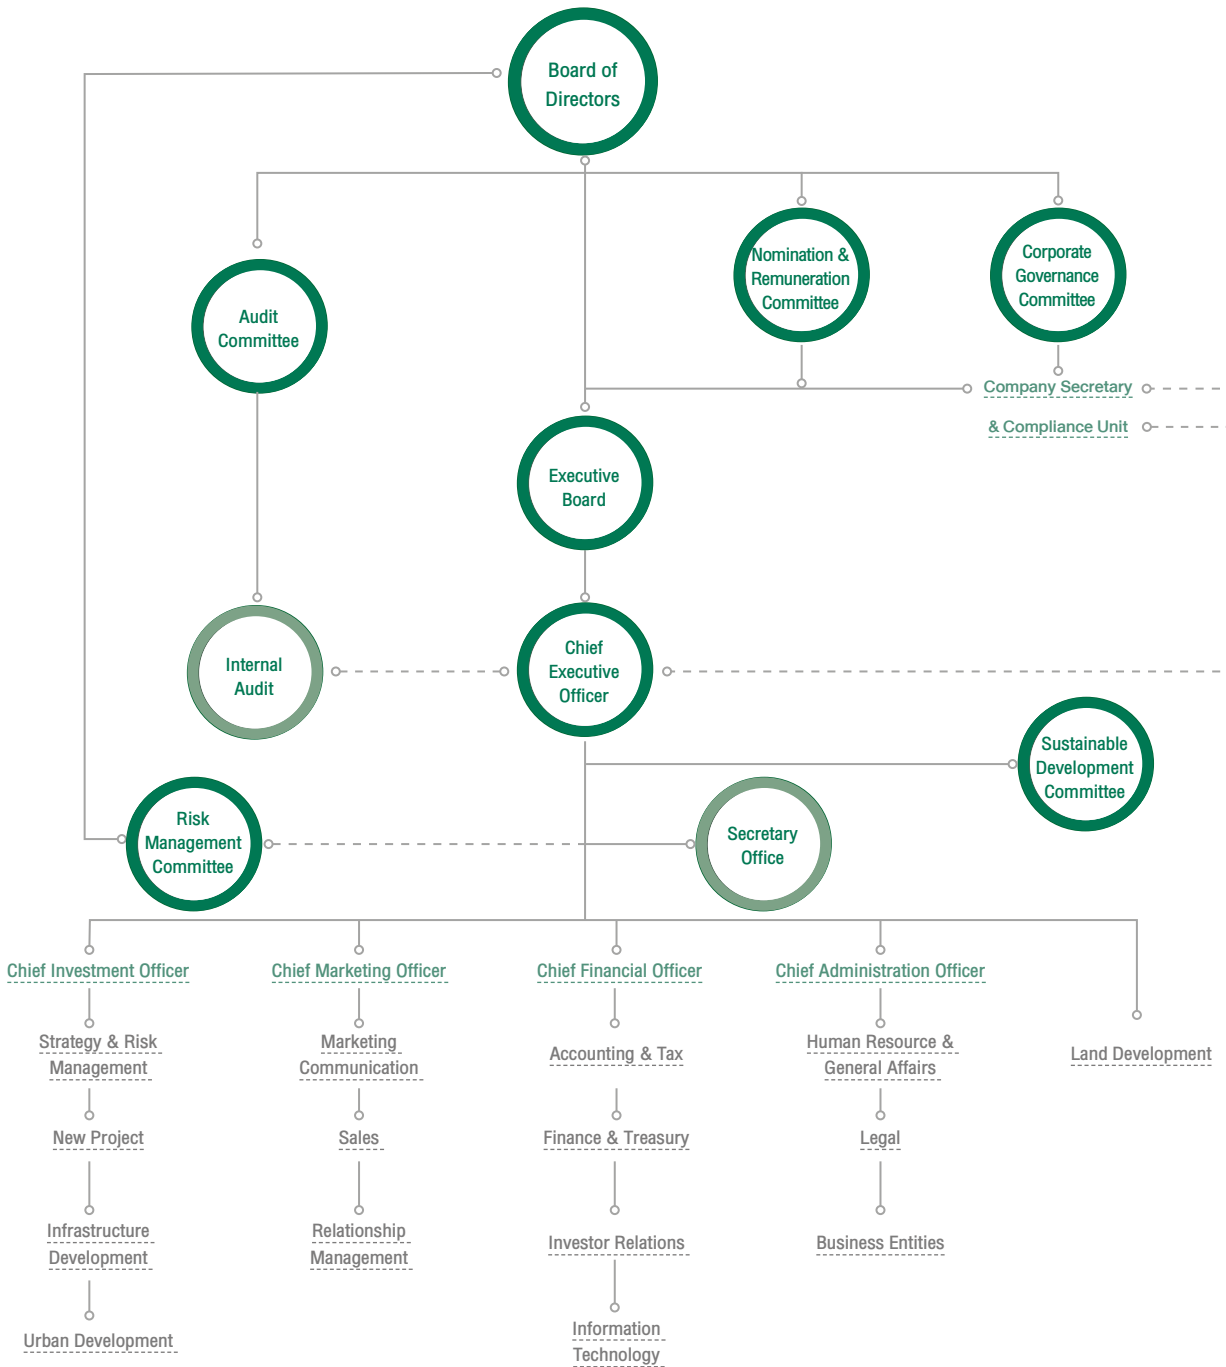 Board of
Directors
Nomination &
Remuneration
Committee
Corporate
Governance
Committee
Audit
Committee
Company Secretary
& Compliance Unit
Executive
Board
Internal
Audit
Chief
Executive
Officer
Sustainable
Development
Committee
Risk
Management
Committee
Secretary
Office
Chief Investment Officer
Chief Marketing Officer
Chief Financial Officer
Chief Administration Officer
Strategy & Risk
Management
Marketing
Communication
Accounting & Tax
Human Resource &
General Affairs
Land Development
New Project
Sales
Finance & Treasury
Legal
Infrastructure
Development
Relationship
Management
Investor Relations
Business Entities
Urban Development
Information
Technology